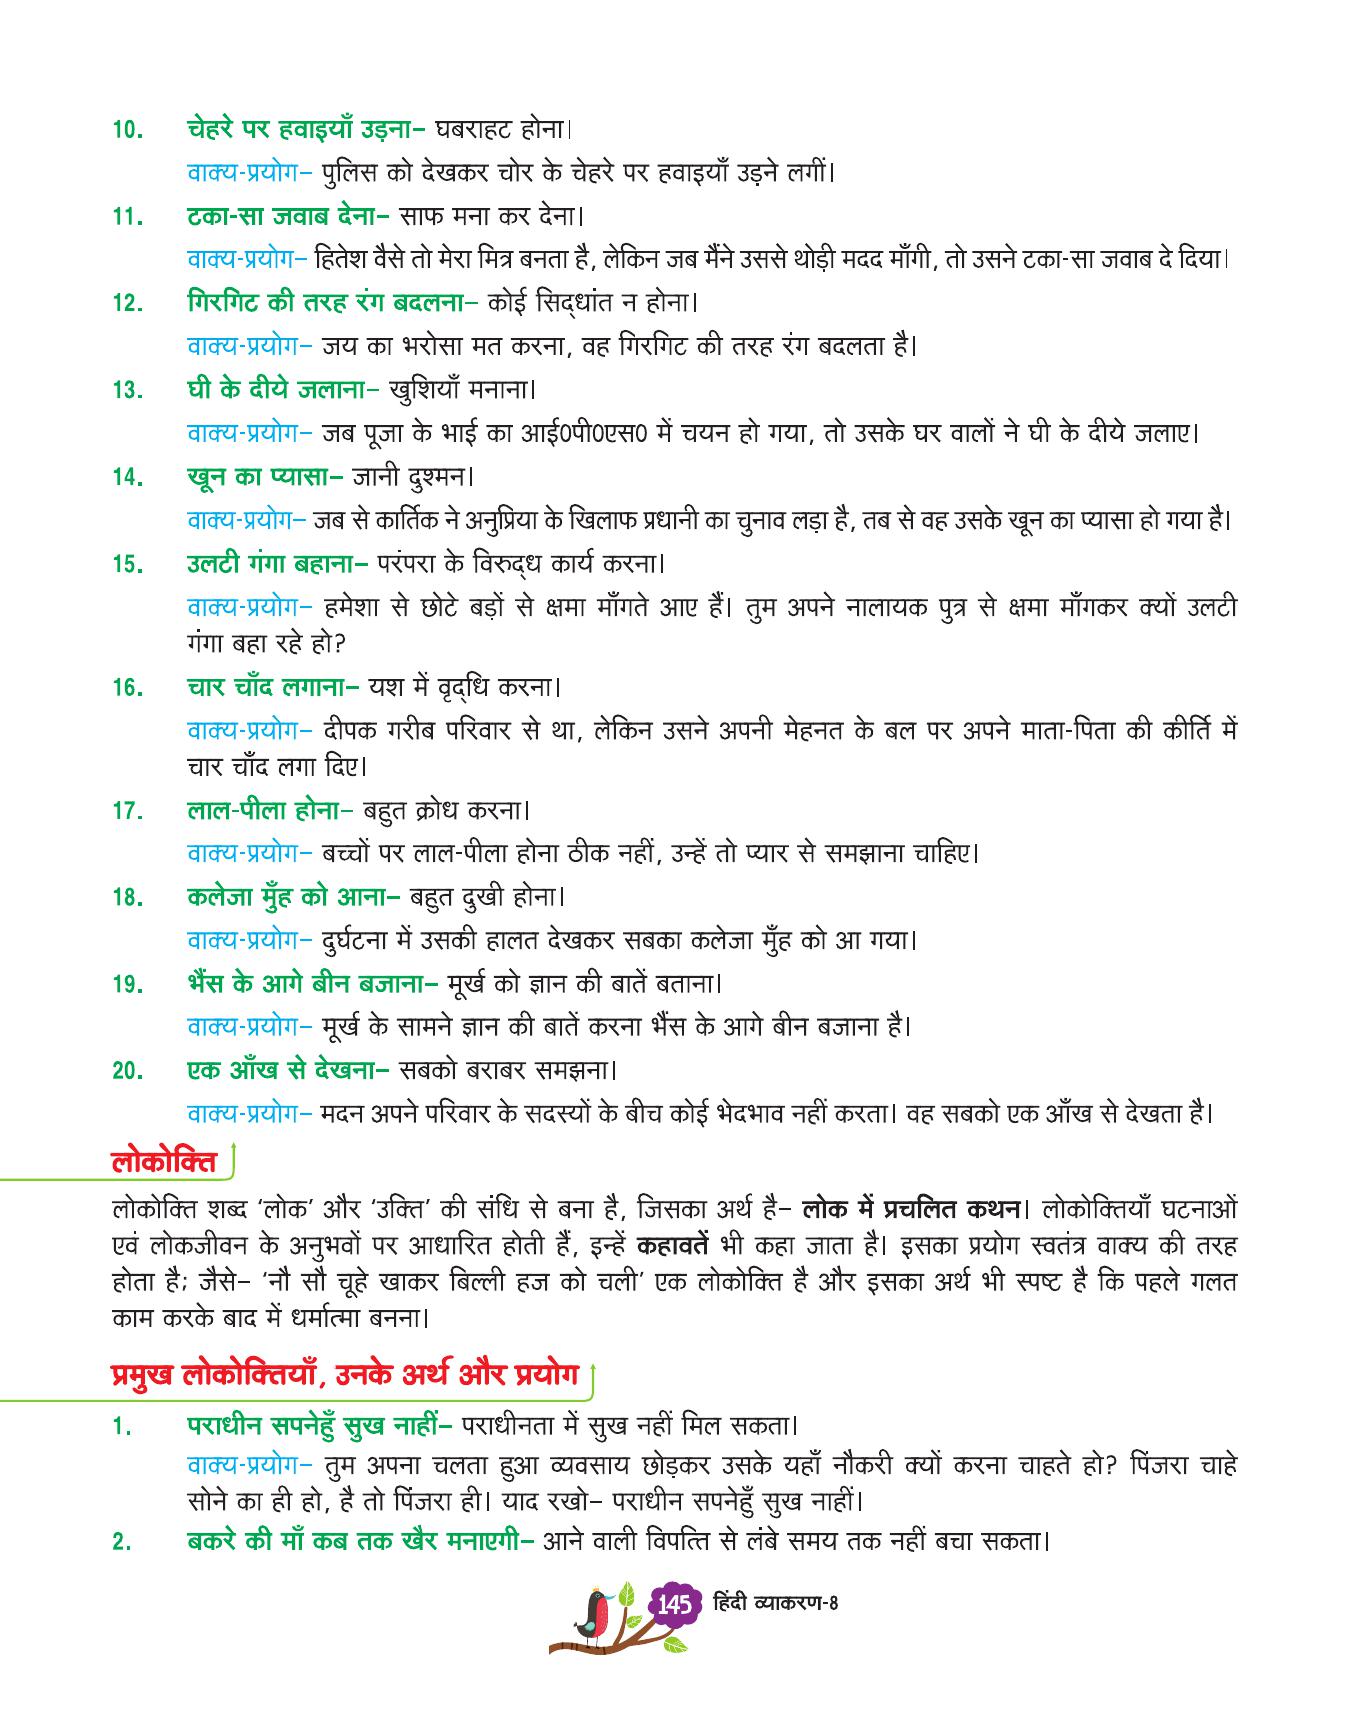 10. चेहरे पर हवाइयाँ उड़ना– घबराहट होना।
वाक्य-प्रयोग– पुलिस को देखकर चोर के चेहरे पर हवाइयाँ उड़ने लगीं।
11. टका-सा जवाब देना– साफ मना कर देना।
वाक्य-प्रयोग– हितेश वैसे तो मेरा मित्र बनता है, लेकिन जब मैंने उससे थोड़ी मदद माँगी, तो उसने टका-सा जवाब दे दिया।
12. गिरगिट की तरह रंग बदलना– कोई सिद्‌धांत न होना।
वाक्य-प्रयोग– जय का भरोसा मत करना, वह गिरगिट की तरह रंग बदलता है।
13. घी के दीये जलाना– खुशियाँ मनाना।
वाक्य-प्रयोग– जब पूजा के भाई का आई0पी0एस0 में चयन हो गया, तो उसके घर वालों ने घी के दीये जलाए।
14. खून का प्यासा– जानी दुश्मन।
वाक्य-प्रयोग– जब से कार्तिक ने अनुप्रिया के खिलाफ प्रधानी का चुनाव लड़ा है, तब से वह उसके खून का प्यासा हो गया है।
15. उलटी गंगा बहाना– परंपरा के विरुद्‌ध कार्य करना।
वाक्य-प्रयोग– हमेशा से छोटे बड़ों से क्षमा माँगते आए हैं। तुम अपने नालायक पुत्र से क्षमा माँगकर क्यों उलटी
गंगा बहा रहे हो?
16. चार चाँद लगाना– यश में वृद्‌धि करना।
वाक्य-प्रयोग– दीपक गरीब परिवार से था, लेकिन उसने अपनी मेहनत के बल पर अपने माता-पिता की कीर्ति में
चार चाँद लगा दिए।
17. लाल-पीला होना– बहुत क्रोध करना।
वाक्य-प्रयोग– बच्चों पर लाल-पीला होना ठीक नहीं, उन्हें तो प्यार से समझाना चाहिए।
18. कलेजा मुँह को आना– बहुत दुखी होना।
वाक्य-प्रयोग– दुर्घटना में उसकी हालत देखकर सबका कलेजा मुँह को आ गया।
19. भैंस के आगे बीन बजाना– मूर्ख को ज्ञान की बातें बताना।
वाक्य-प्रयोग– मूर्ख के सामने ज्ञान की बातें करना भैंस के आगे बीन बजाना है।
20. एक आँख से देखना– सबको बराबर समझना।
वाक्य-प्रयोग– मदन अपने परिवार के सदस्यों के बीच कोई भेदभाव नहीं करता। वह सबको एक आँख से देखता है।
लोकोक्ति
लोकोक्ति शब्द ‘लोक’ और ‘उक्ति’ की संधि से बना है, जिसका अर्थ है– लोक में प्रचलित कथन। लोकोक्तियाँ घटनाओं
एवं लोकजीवन के अनुभवों पर आधारित होती हैं, इन्हें कहावतें भी कहा जाता है। इसका प्रयोग स्वतंत्र वाक्य की तरह
होता है; जैसे– ‘नौ सौ चूहे खाकर बिल्ली हज को चली’ एक लोकोक्ति है और इसका अर्थ भी स्पष्ट है कि पहले गलत
काम करके बाद में धर्मात्मा बनना।
प्रमुख लोकोक्तियाँ, उनके अर्थ और प्रयोग
1. पराधीन सपनेहुँ सुख नाहीं– पराधीनता में सुख नहीं मिल सकता।
वाक्य-प्रयोग– तुम अपना चलता हुआ व्यवसाय छोड़कर उसके यहाँ नौकरी क्यों करना चाहते हो? पिंजरा चाहे
सोने का ही हो, है तो पिंजरा ही। याद रखो– पराधीन सपनेहुँ सुख नाहीं।
2. बकरे की माँ कब तक खैर मनाएगी– आने वाली विपत्ति से लंबे समय तक नहीं बचा सकता।
145 हिंदी व्याकरण-8